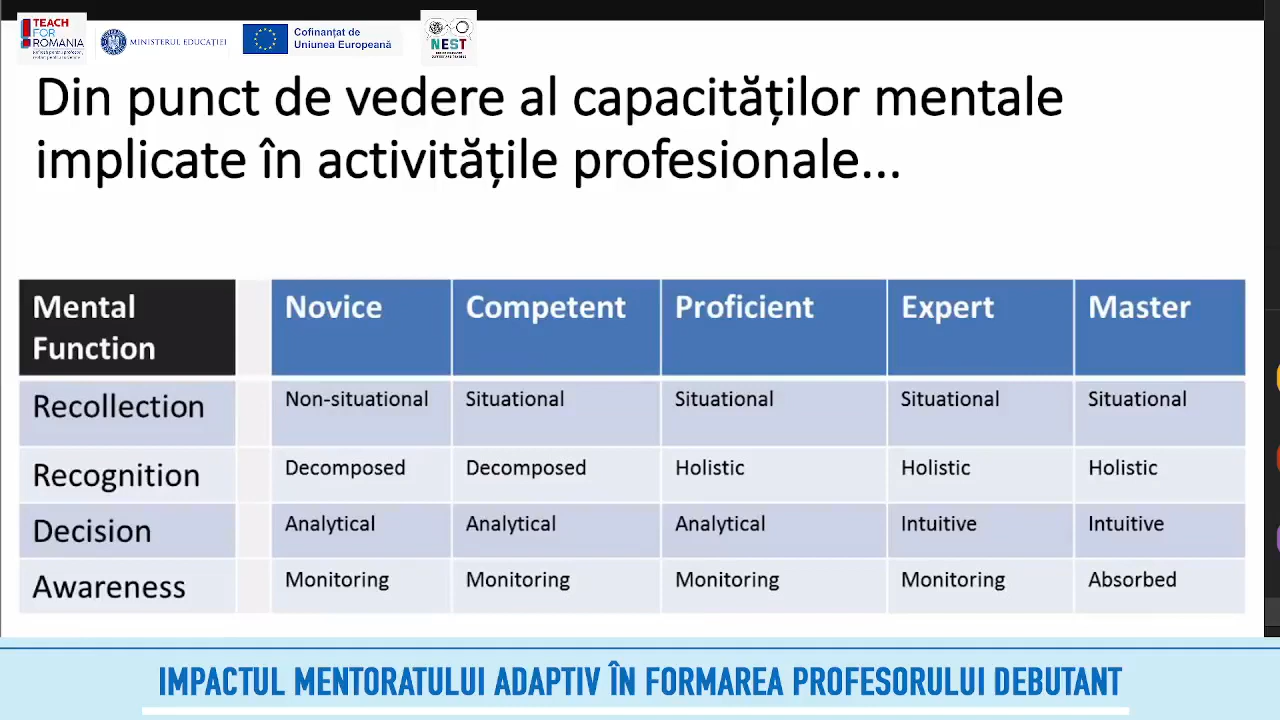 TEACH
FOR
ROMANIA
MINISTERUL EDUCAȚIEI
Cofinanțat de
Uniunea Europeană
NEST
Din punct de vedere al capacităților mentale
implicate în activitățile profesionale...
Mental Function Novice Competent Proficient Expert Master
Recollection Non-situational Situational Situational Situational Situational
Recognition Decomposed Decomposed Holistic Holistic Holistic
Decision Analytical Analytical Analytical Intuitive Intuitive
Awareness Monitoring Monitoring Monitoring Monitoring Absorbed
IMPACTUL MENTORATULUI ADAPTIV ÎN FORMAREA PROFESORULUI DEBUTANT